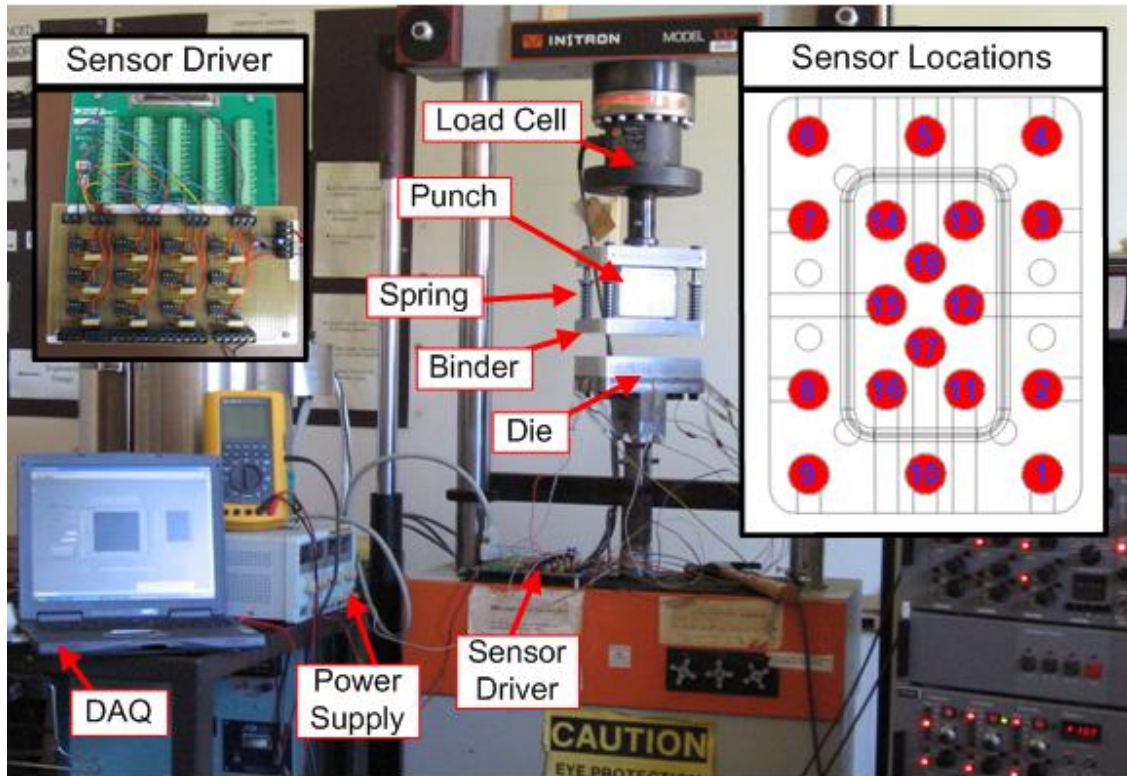 Sensor Driver
INSTRON
MODEL
Sensor Locations
Load Cell
Punch
Spring
Binder
Die
6
5
4
7
14
13
3
18
15
12
17
8
16
11
2
9
10
1
DAQ
Power
Supply
Sensor
Driver
CAUTION
EYE PROTECTION